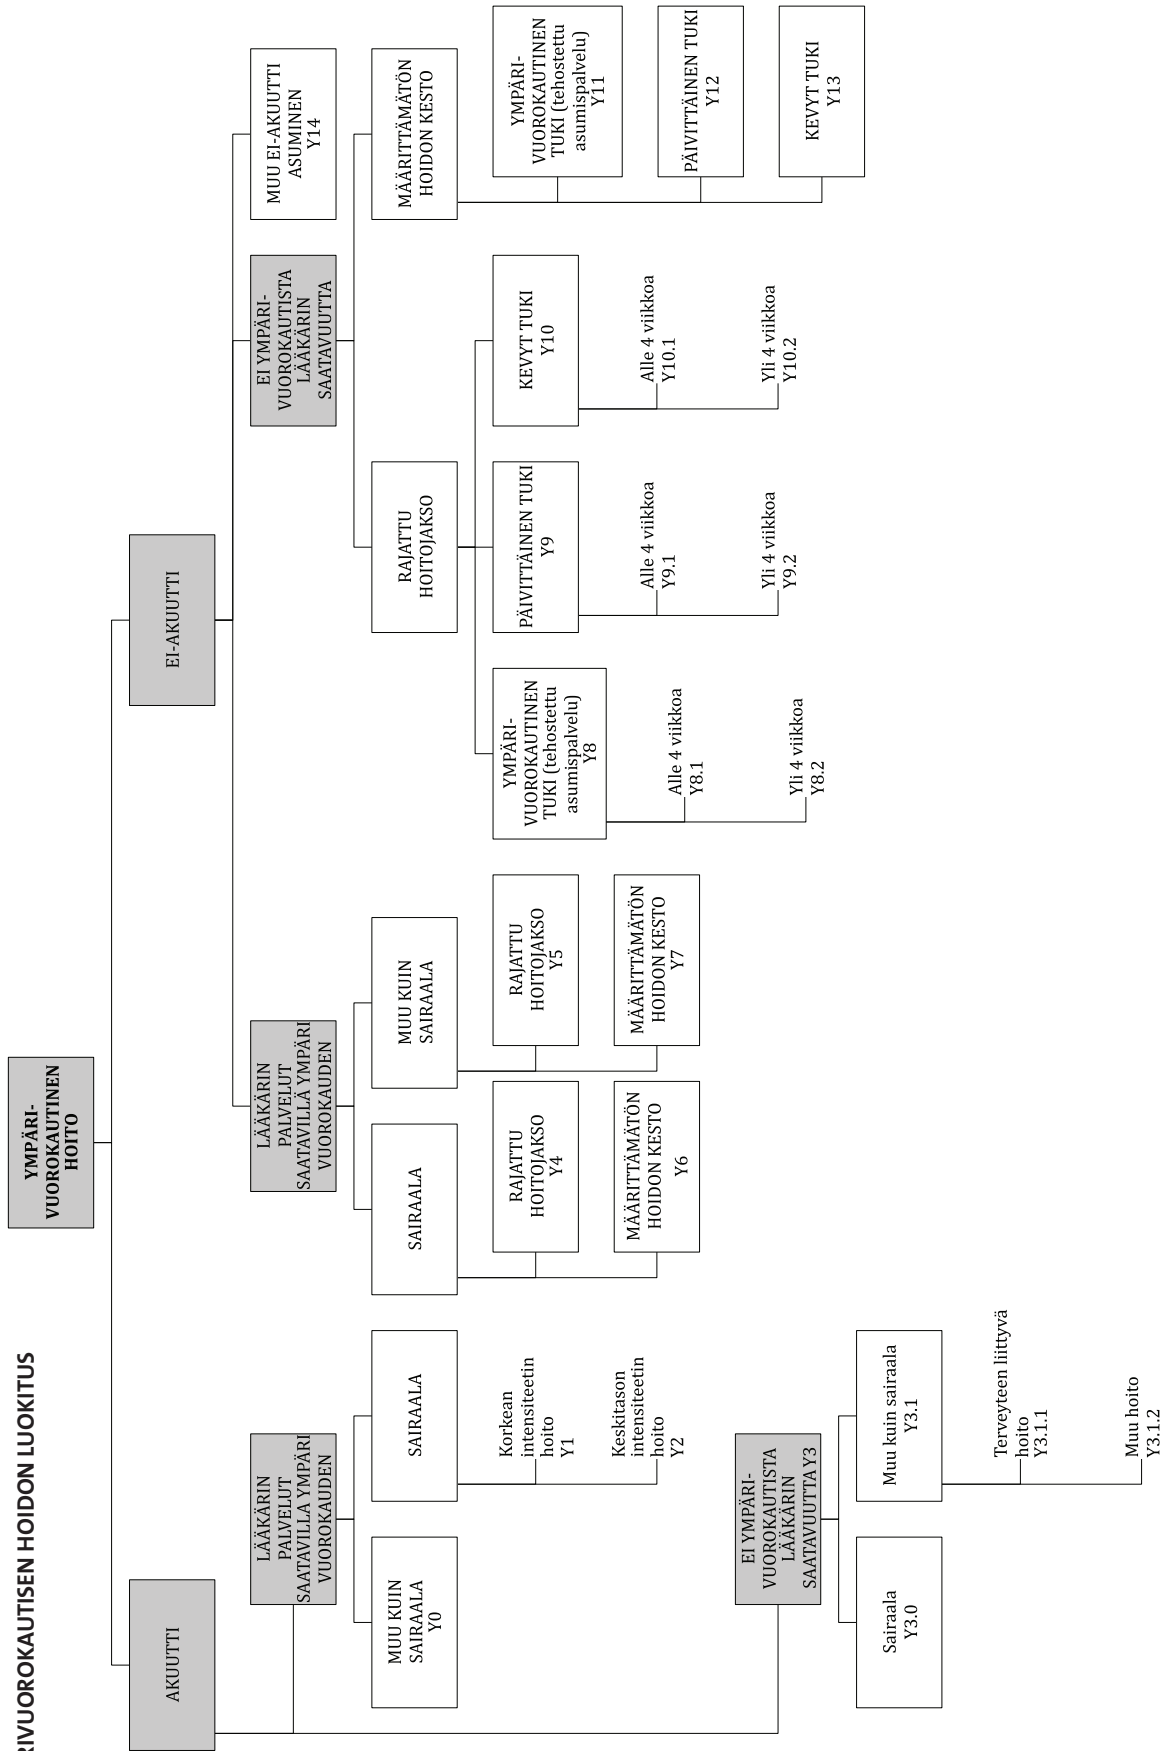 RIVUOROKAUTISEN HOIDON LUOKITUS
YMPÄRI-
VUOROKAUTINEN
HOITO
AKUUTTI
LÄÄKÄRIN
PALVELUT
SAATAVILLA YMPÄRI
VUOROKAUDEN
MUU KUIN
SAIRAALA
Y0
SAIRAALA
Korkean
intensiteetin
hoito
Y1
Keskitason
intensiteetin
hoito
Y2
EI YMPÄRI-
VUOROKAUTISTA
LÄÄKÄRIN
SAATAVUUTTA Y3
Sairaala
Y3.0
Muu kuin sairaala
Y3.1
Terveyteen liittyvä
hoito
Y3.1.1
Muu hoito
Y3.1.2
EI-AKUUTTI
LÄÄKÄRIN
PALVELUT
SAATAVILLÄ YMPÄRI
VUOROKAUDEN
SAIRAALA
RAJATTU
HOITOJAKSO
Y4
MÄÄRITTÄMÄTÖN
HOIDON KESTO
Y6
MUU KUIN
SAIRAALA
RAJATTU
HOITOJAKSO
Y5
MÄÄRITTÄMÄTÖN
HOIDON KESTO
Y7
EI YMPÄRI-
VUOROKAUTISTA
LÄÄKÄRIN
SAATAVUUTTA
RAJATTU
HOITOJAKSO
YMPÄRI-
VUOROKAUTINEN
TUKI (tehostettu
asumispalvelu)
Y8
Alle 4 viikkoa
Y8.1
Yli 4 viikkoa
Y8.2
PÄIVITTÄINEN TUKI
Y9
Alle 4 viikkoa
Y9.1
Yli 4 viikkoa
Y9.2
KEVYT TUKI
Y10
Alle 4 viikkoa
Y10.1
Yli 4 viikkoa
Y10.2
MÄÄRITTÄMÄTÖN
HOIDON KESTO
YMPÄRI-
VUOROKAUTINEN
TUKI (tehostettu
asumispalvelu)
Y11
PÄIVITTÄINEN TUKI
Y12
KEVYT TUKI
Y13
MUU EI-AKUUTTI
ASUMINEN
Y14